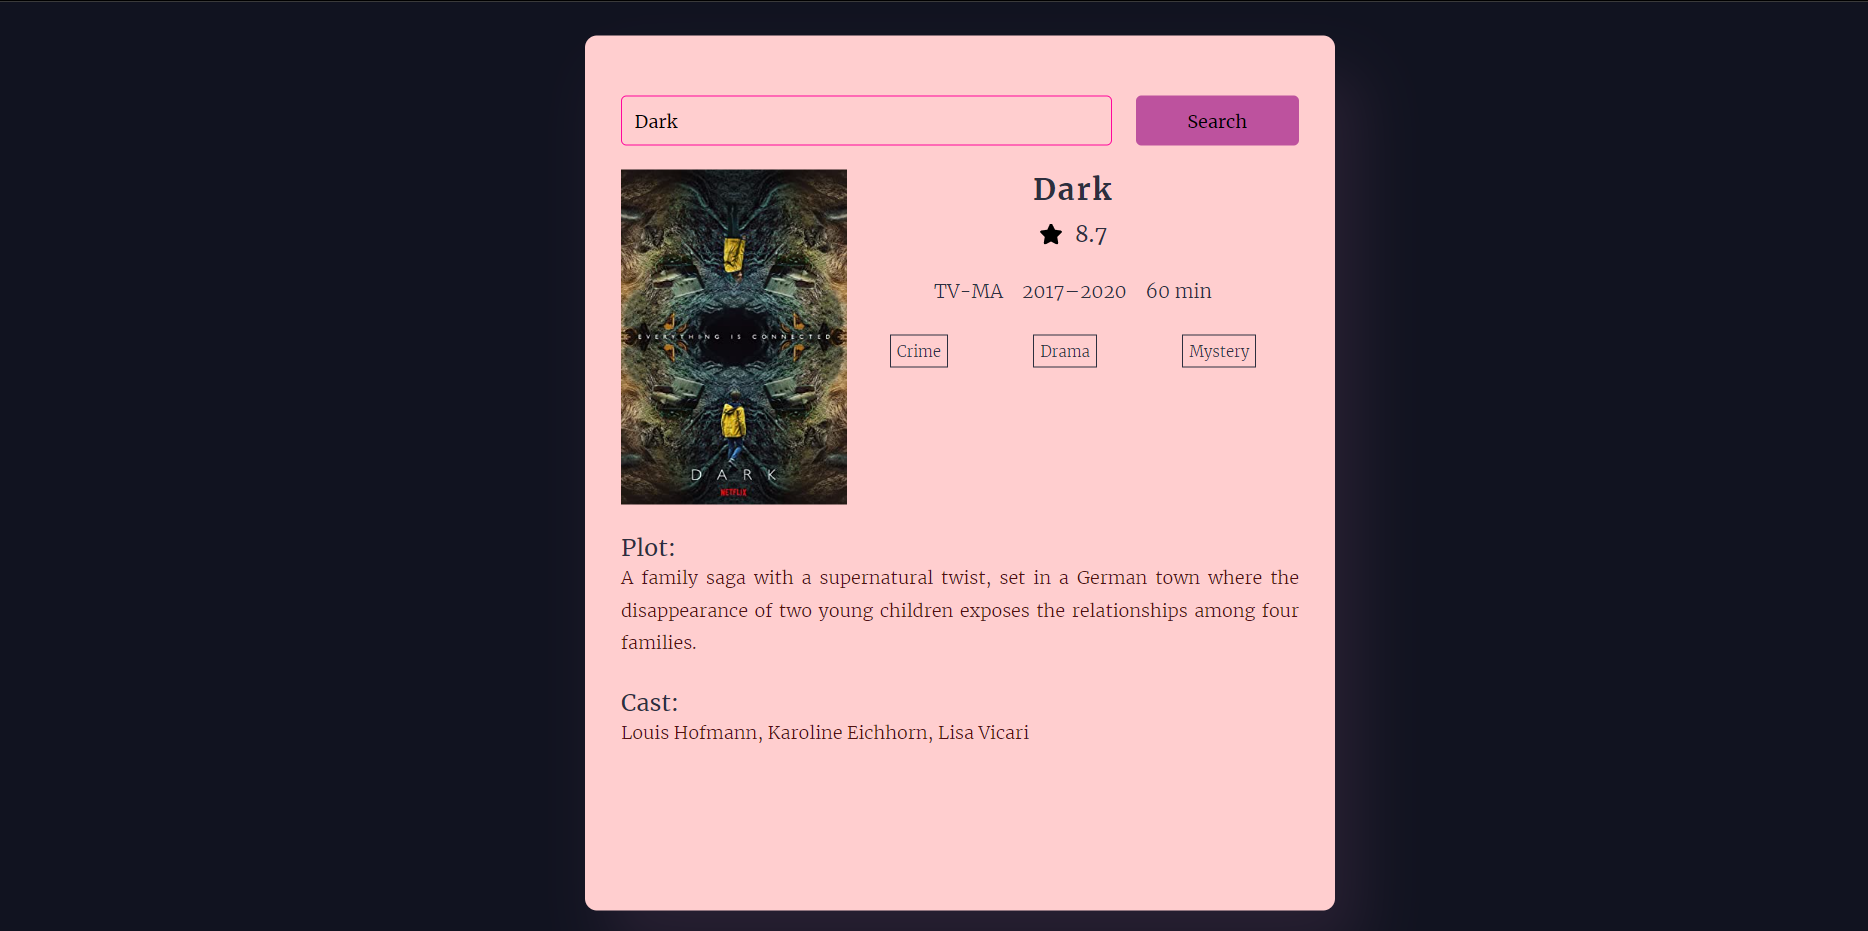 Dark
Search
EVERYTHING IS CONNECTED
DARK
NETFLIX
Dark
8.7
TV-MA 2017–2020 60 min
Crime Drama Mystery
Plot:
A family saga with a supernatural twist, set in a German town where the
disappearance of two young children exposes the relationships among four
families.
Cast:
Louis Hofmann, Karoline Eichhorn, Lisa Vicari